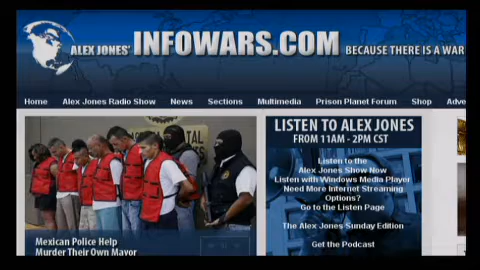 ALEX JONES' INFOWARS.COM BECAUSE THERE IS A WAR
Home Alex Jones Radio Show News Sections Multimedia Prison Planet Forum Shop Adve
LISTEN TO ALEX JONES
FROM 11AM - 2PM CST
Listen to the
Alex Jones Show Now
Listen with Windows Media Player
Need More Internet Streaming
Options?
Go to the Listen Page
The Alex Jones Sunday Edition
Get the Podcast
Mexican Police Help
Murder Their Own Mayor